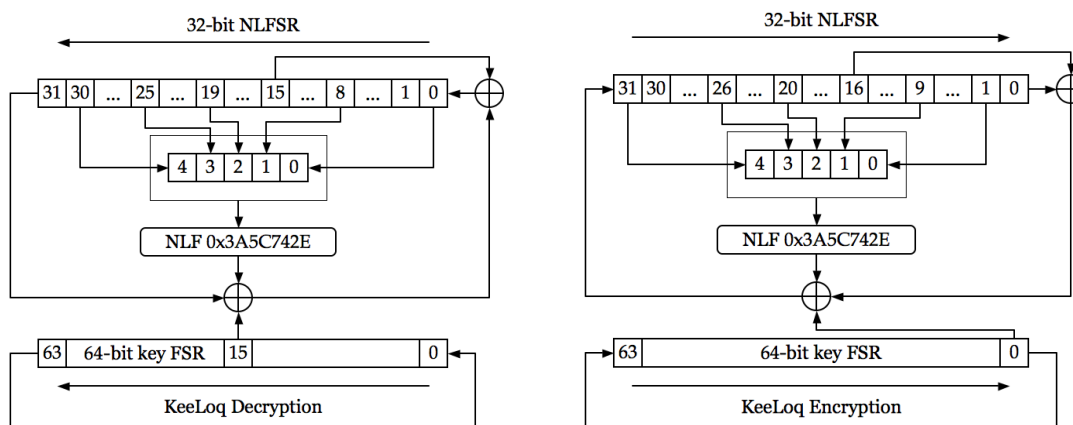 32-bit NLFSR
31 30 ... 25 ... 19 ... 15 ... 8 ... 1 0
4 3 2 1 0
NLF 0x3A5C742E
63 64-bit key FSR 15 0
KeeLoq Decryption
32-bit NLFSR
31 30 ... 26 ... 20 ... 16 ... 9 ... 1 0
4 3 2 1 0
NLF 0x3A5C742E
63 64-bit key FSR 0
KeeLoq Encryption